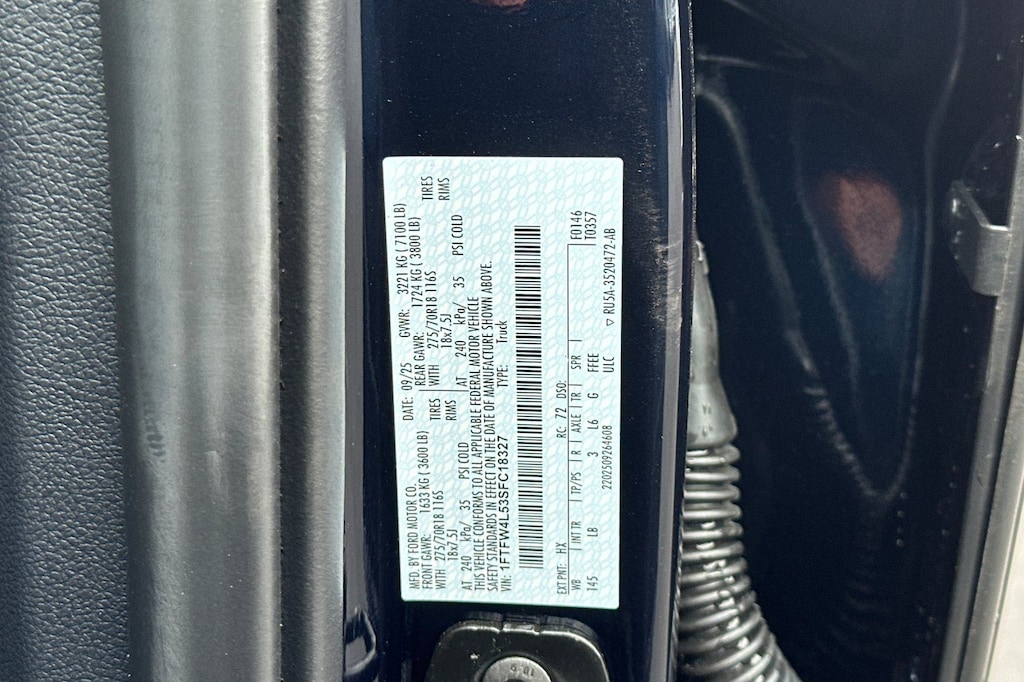 MFD. BY FORD MOTOR CO. DATE: 09/25 GVWR: 3221 KG ( 7100 LB)
FRONT GAWR: 1633 KG ( 3600 LB) REAR GAWR: 1724 KG ( 3800 LB)
WITH 275/70R18 116S TIRES WITH 275/70R18 116S TIRES
18x7.5J RIMS 18x7.5J RIMS
AT 240 kPa/ 35 PSI COLD AT 240 kPa/ 35 PSI COLD
THIS VEHICLE CONFORMS TO ALL APPLICABLE FEDERAL MOTOR VEHICLE
SAFETY STANDARDS IN EFFECT ON THE DATE OF MANUFACTURE SHOWN ABOVE.
VIN: 1FTFW4L53SFC18327 TYPE: Truck
EXT PNT: HX RC: 72 DSO: F0146
WB | INT TR | TP/PS | R | AXLE | TR | SPR | T0357
145 LB 3 L6 G FFEE
2202509264608 ULC ▽ RU5A-3520472-AB